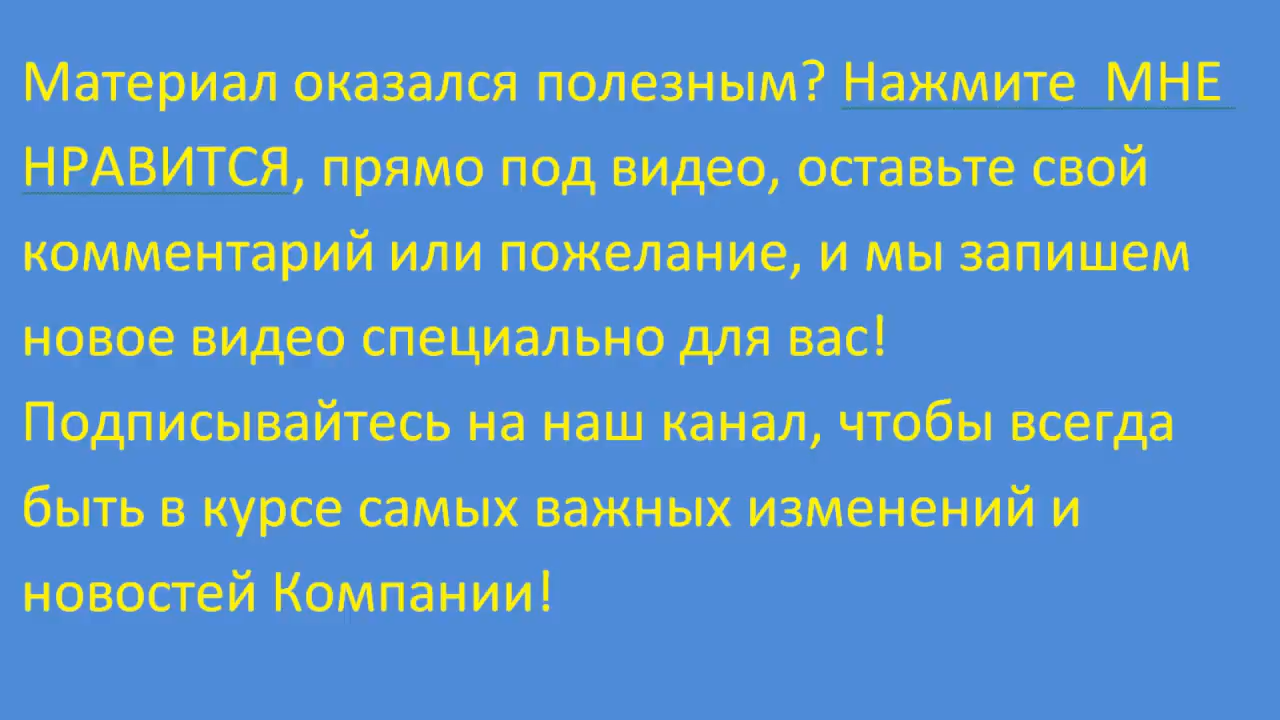 Материал оказался полезным? Нажмите  МНЕ
НРАВИТСЯ, прямо под видео, оставьте свой
комментарий или пожелание, и мы запишем
новое видео специально для вас!
Подписывайтесь на наш канал, чтобы всегда
быть в курсе самых важных изменений и
новостей Компании!